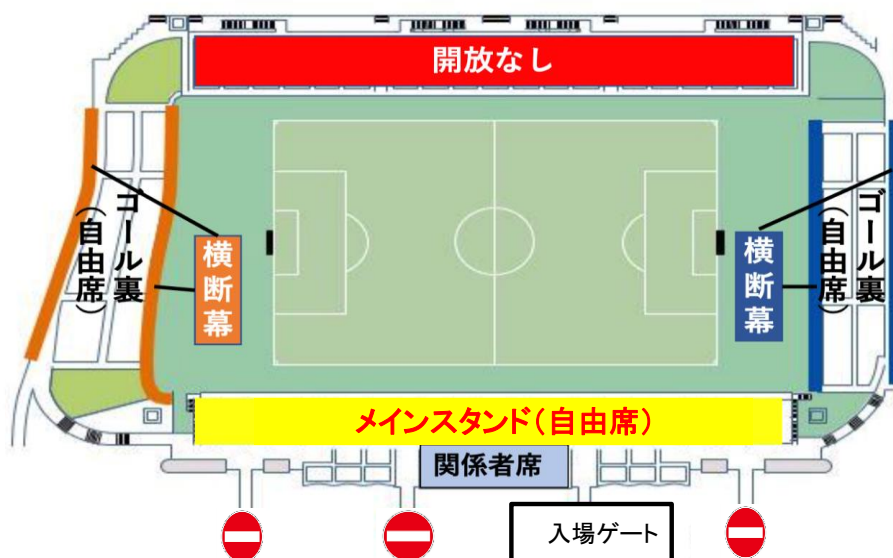 開放なし
ゴール裏
（自由席）
横断幕
横断幕
ゴール裏
（自由席）
メインスタンド（自由席）
関係者席
入場ゲート